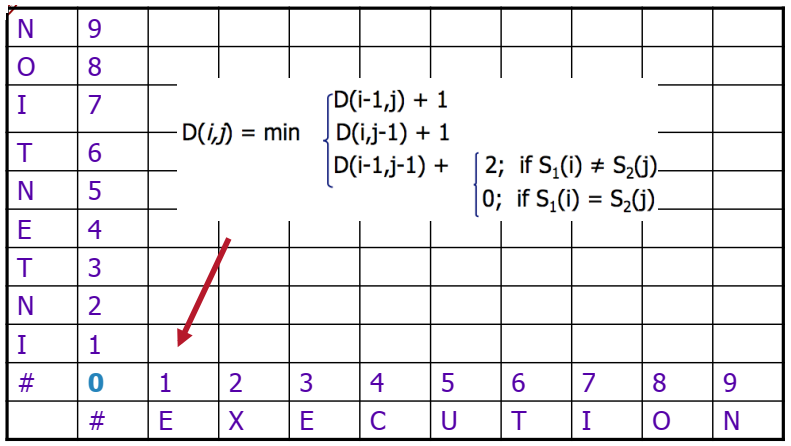 N 9
O 8
I 7
D(i-1,j) + 1
D(i,j) = min
D(i,j-1) + 1
T 6
D(i-1,j-1) +
2; if S₁(i) ≠ S₂(j)
N 5
0; if S₁(i) = S₂(j)
E 4
T 3
N 2
I 1
# 0 1 2 3 4 5 6 7 8 9
# E X E C U T I O N